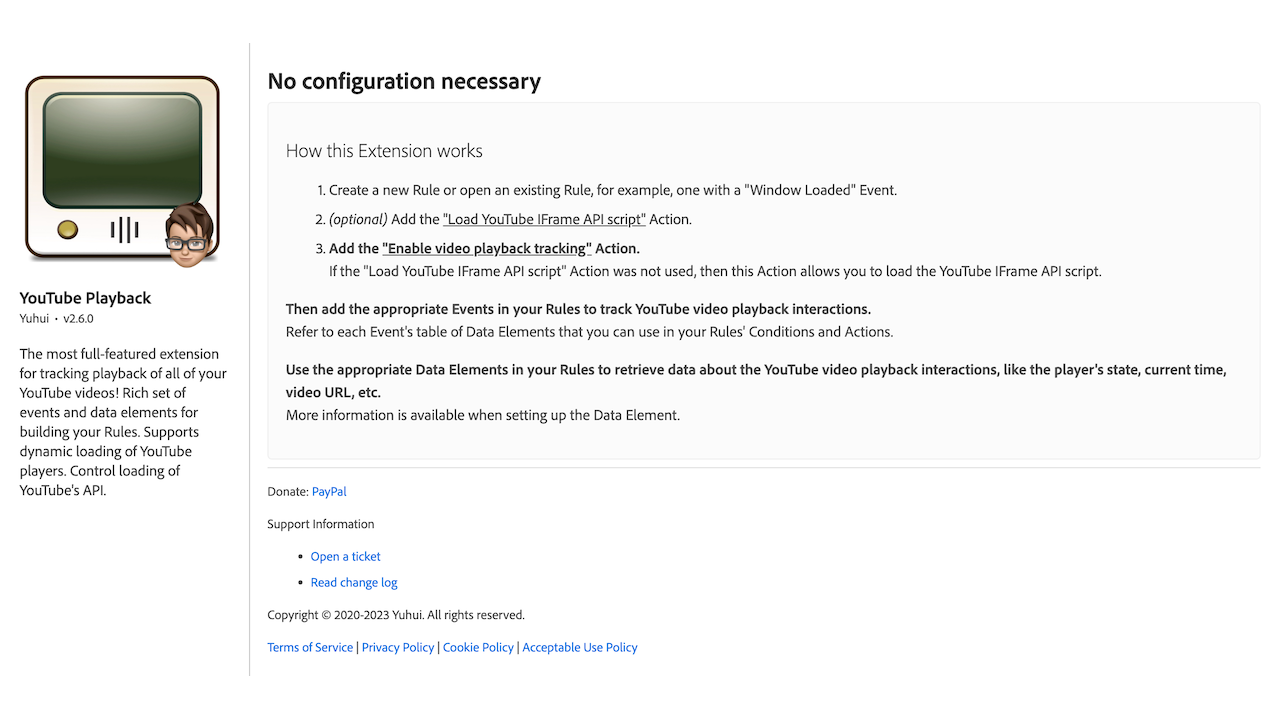 YouTube Playback
Yuhui • v2.6.0
The most full-featured extension
for tracking playback of all of your
YouTube videos! Rich set of
events and data elements for
building your Rules. Supports
dynamic loading of YouTube
players. Control loading of
YouTube's API.
No configuration necessary
How this Extension works
1. Create a new Rule or open an existing Rule, for example, one with a "Window Loaded" Event.
2. (optional) Add the "Load YouTube IFrame API script" Action.
3. Add the "Enable video playback tracking" Action.
If the "Load YouTube IFrame API script" Action was not used, then this Action allows you to load the YouTube IFrame API script.
Then add the appropriate Events in your Rules to track YouTube video playback interactions.
Refer to each Event's table of Data Elements that you can use in your Rules' Conditions and Actions.
Use the appropriate Data Elements in your Rules to retrieve data about the YouTube video playback interactions, like the player's state, current time,
video URL, etc.
More information is available when setting up the Data Element.
Donate: PayPal
Support Information
• Open a ticket
• Read change log
Copyright © 2020-2023 Yuhui. All rights reserved.
Terms of Service | Privacy Policy | Cookie Policy | Acceptable Use Policy